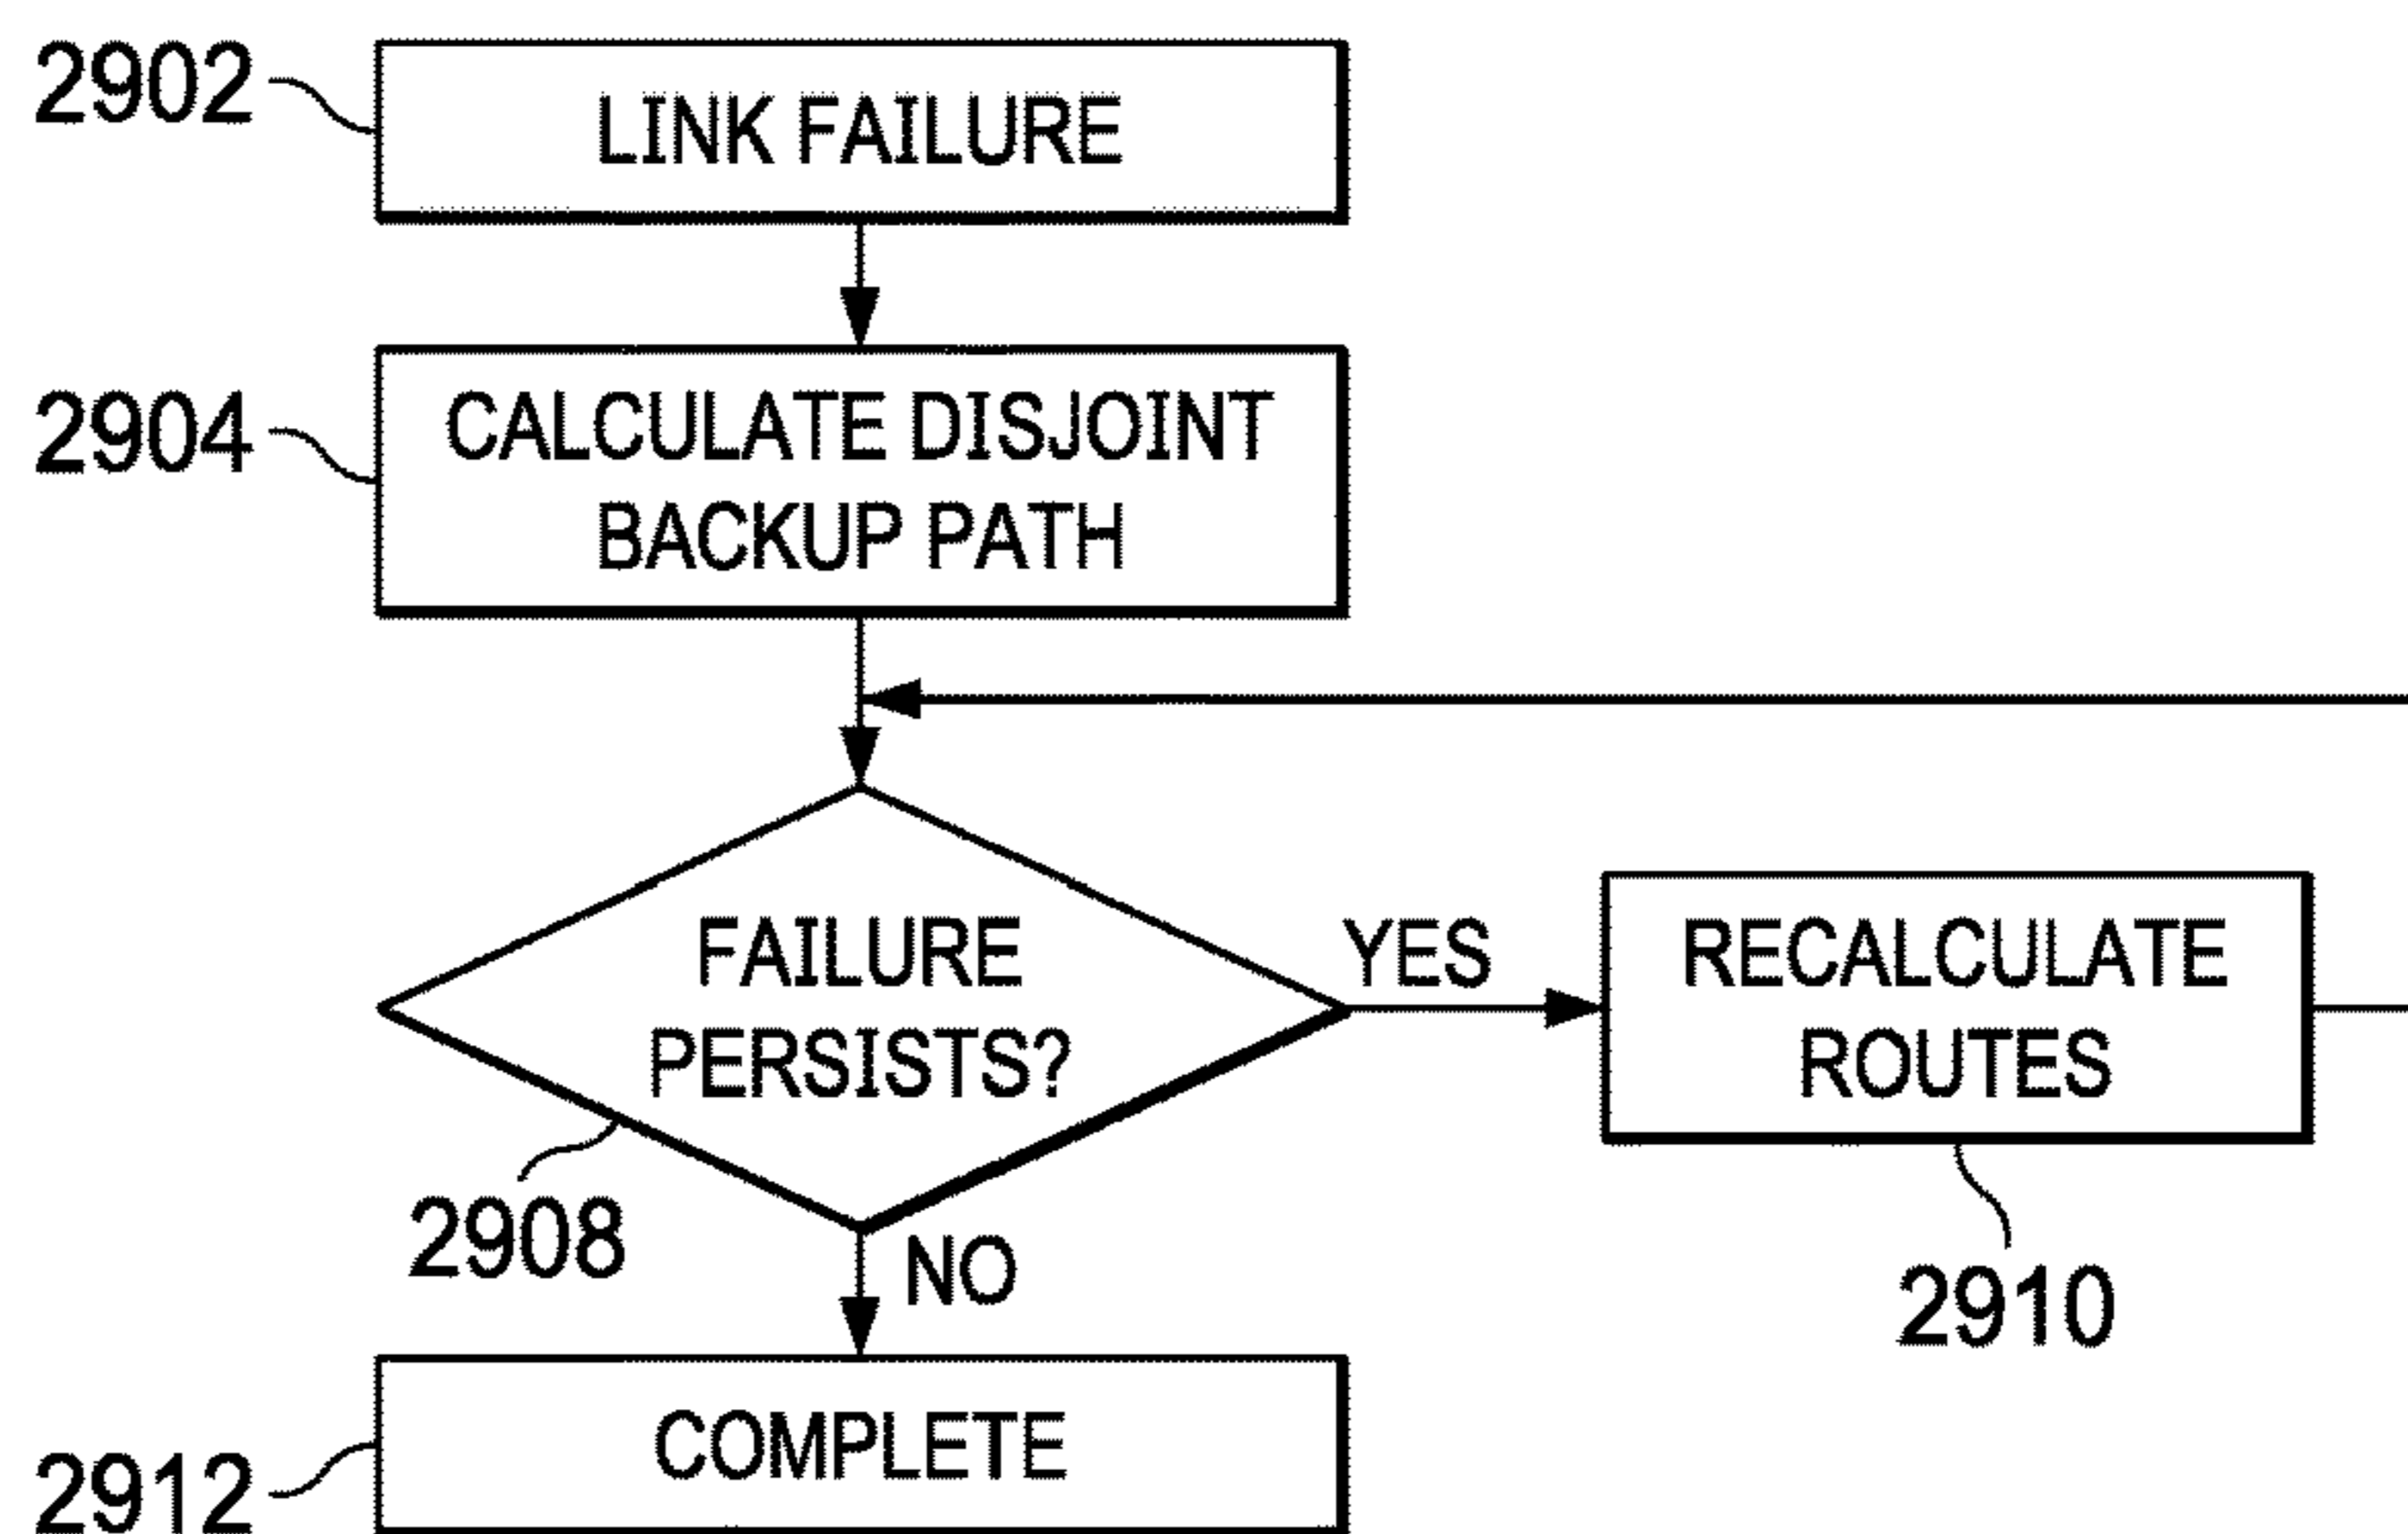 2902
LINK FAILURE
2904
CALCULATE DISJOINT
BACKUP PATH
FAILURE
PERSISTS?
YES
RECALCULATE
ROUTES
2908
NO
2910
COMPLETE
2912